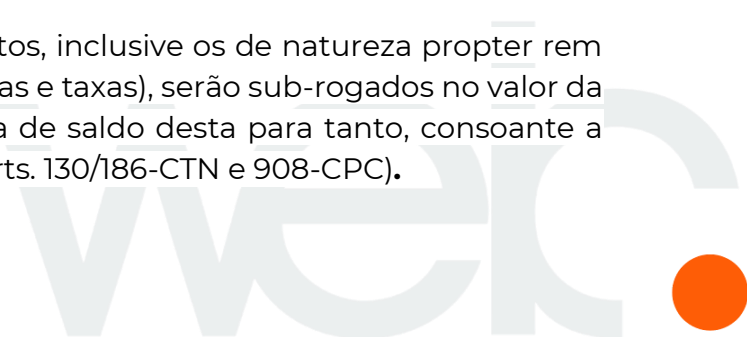 tos, inclusive os de natureza propter rem
as e taxas), serão sub-rogados no valor da
a de saldo desta para tanto, consoante a
rts. 130/186-CTN e 908-CPC).
web